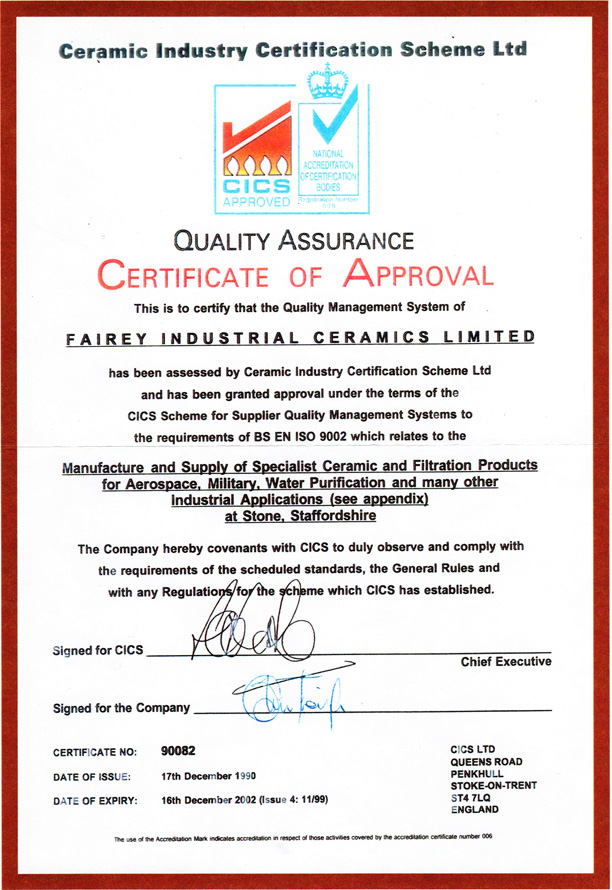 Ceramic Industry Certification Scheme Ltd
CICS
APPROVED
NATIONAL
ACCREDITATION
OF CERTIFICATION
BODIES
Registration Number
006
QUALITY ASSURANCE
CERTIFICATE OF APPROVAL
This is to certify that the Quality Management System of
FAIREY INDUSTRIAL CERAMICS LIMITED
has been assessed by Ceramic Industry Certification Scheme Ltd
and has been granted approval under the terms of the
CICS Scheme for Supplier Quality Management Systems to
the requirements of BS EN ISO 9002 which relates to the
Manufacture and Supply of Specialist Ceramic and Filtration Products
for Aerospace, Military, Water Purification and many other
Industrial Applications (see appendix)
at Stone, Staffordshire
The Company hereby covenants with CICS to duly observe and comply with
the requirements of the scheduled standards, the General Rules and
with any Regulations for the scheme which CICS has established.
Signed for CICS
Chief Executive
Signed for the Company
CERTIFICATE NO: 90082
DATE OF ISSUE: 17th December 1990
DATE OF EXPIRY: 16th December 2002 (Issue 4: 11/99)
CICS LTD
QUEENS ROAD
PENKHULL
STOKE-ON-TRENT
ST4 7LQ
ENGLAND
The use of the Accreditation Mark indicates accreditation in respect of those activities covered by the accreditation certificate number 006